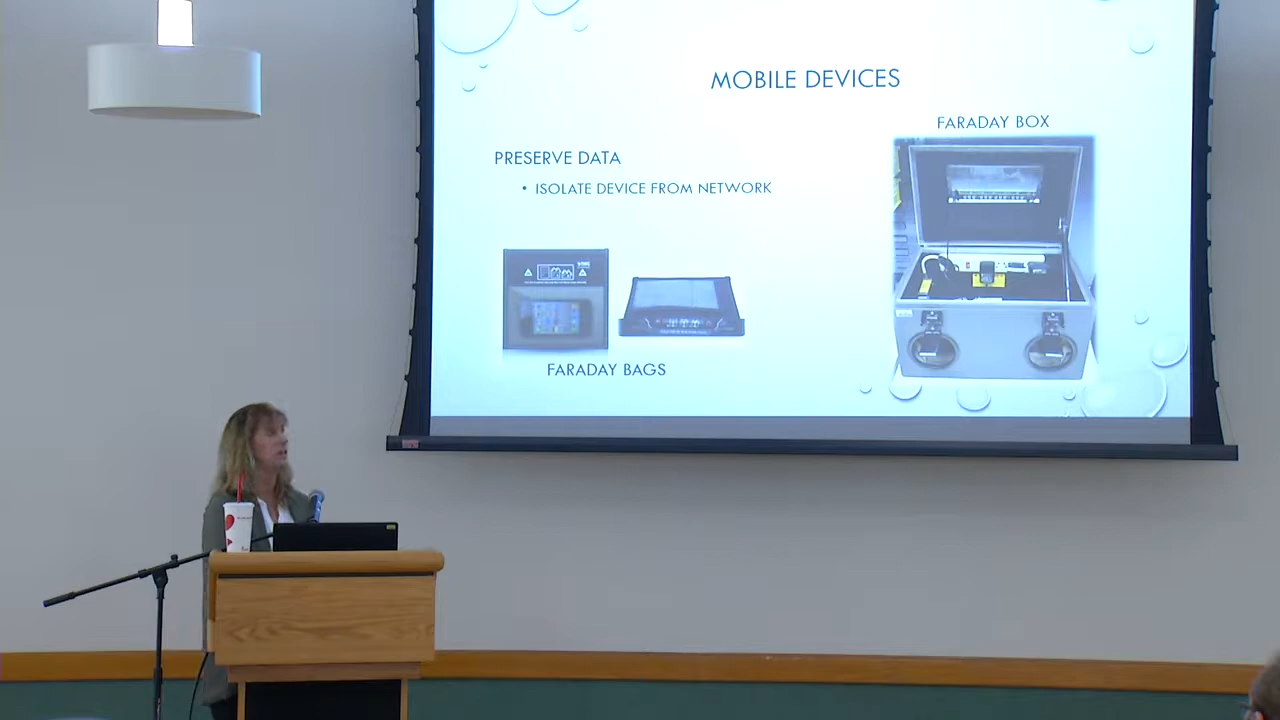 MOBILE DEVICES
FARADAY BOX
PRESERVE DATA
• ISOLATE DEVICE FROM NETWORK
FARADAY BAGS